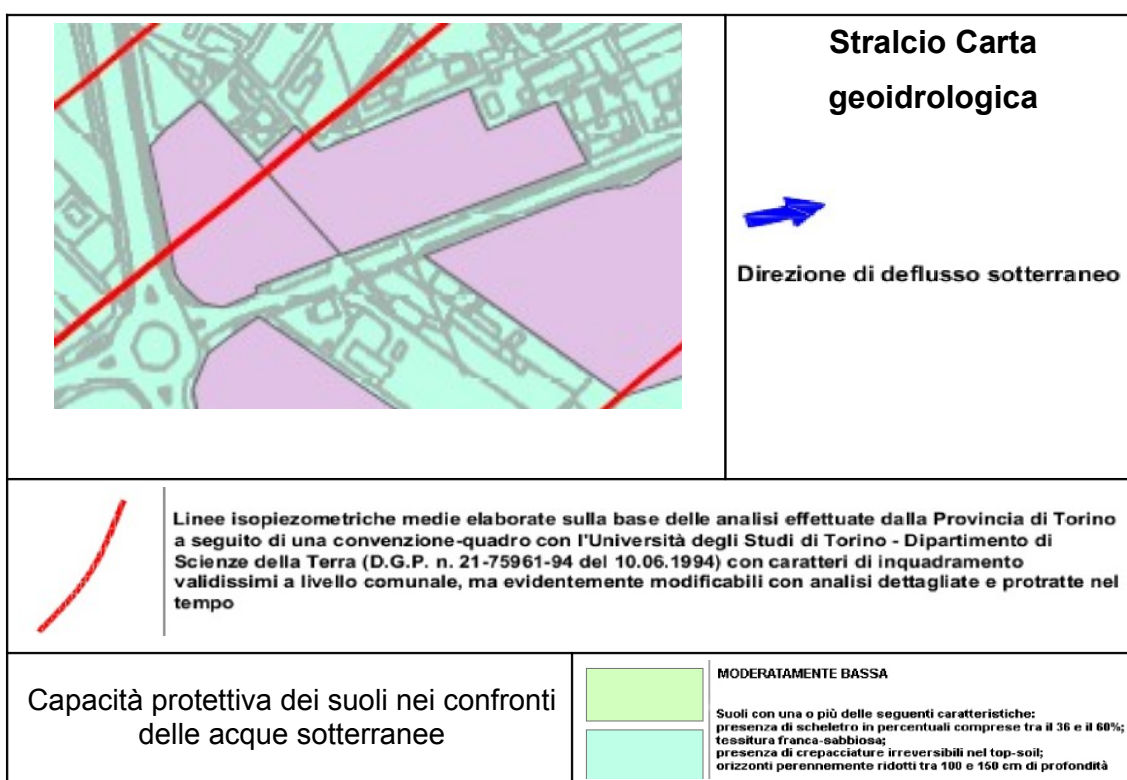 Stralcio Carta
geoidrologica
Direzione di deflusso sotterraneo
Linee isopiezometriche medie elaborate sulla base delle analisi effettuate dalla Provincia di Torino
a seguito di una convenzione-quadro con l'Università degli Studi di Torino - Dipartimento di
Scienze della Terra (D.G.P. n. 21-75961-94 del 10.06.1994) con caratteri di inquadramento
validissimi a livello comunale, ma evidentemente modificabili con analisi dettagliate e protratte nel
tempo
Capacità protettiva dei suoli nei confronti
delle acque sotterranee
MODERATAMENTE BASSA
Suoli con una o più delle seguenti caratteristiche:
presenza di scheletro in percentuali comprese tra il 36 e il 60%;
tessitura franca-sabbiosa;
presenza di crepacciature irreversibili nel top-soil;
orizzonti perennemente ridotti tra 100 e 150 cm di profondità